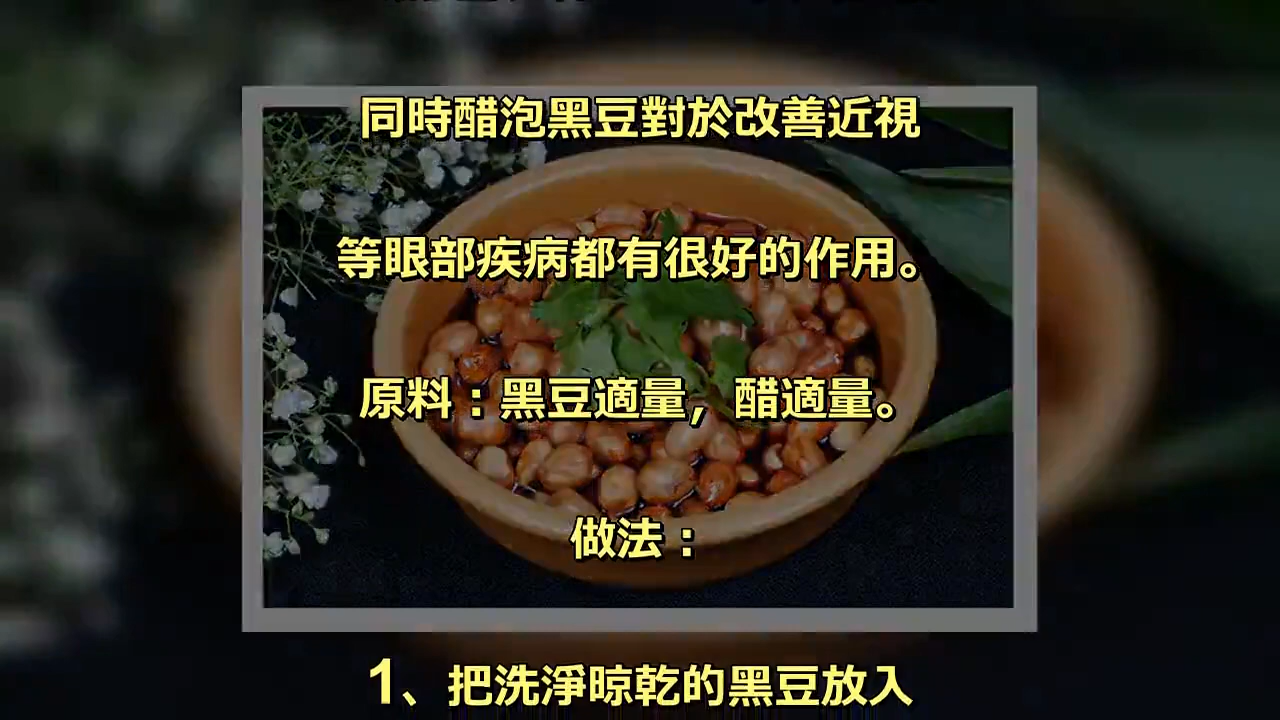 同時醋泡黑豆對於改善近視
等眼部疾病都有很好的作用。
原料：黑豆適量，醋適量。
做法：
1、把洗淨晾乾的黑豆放入